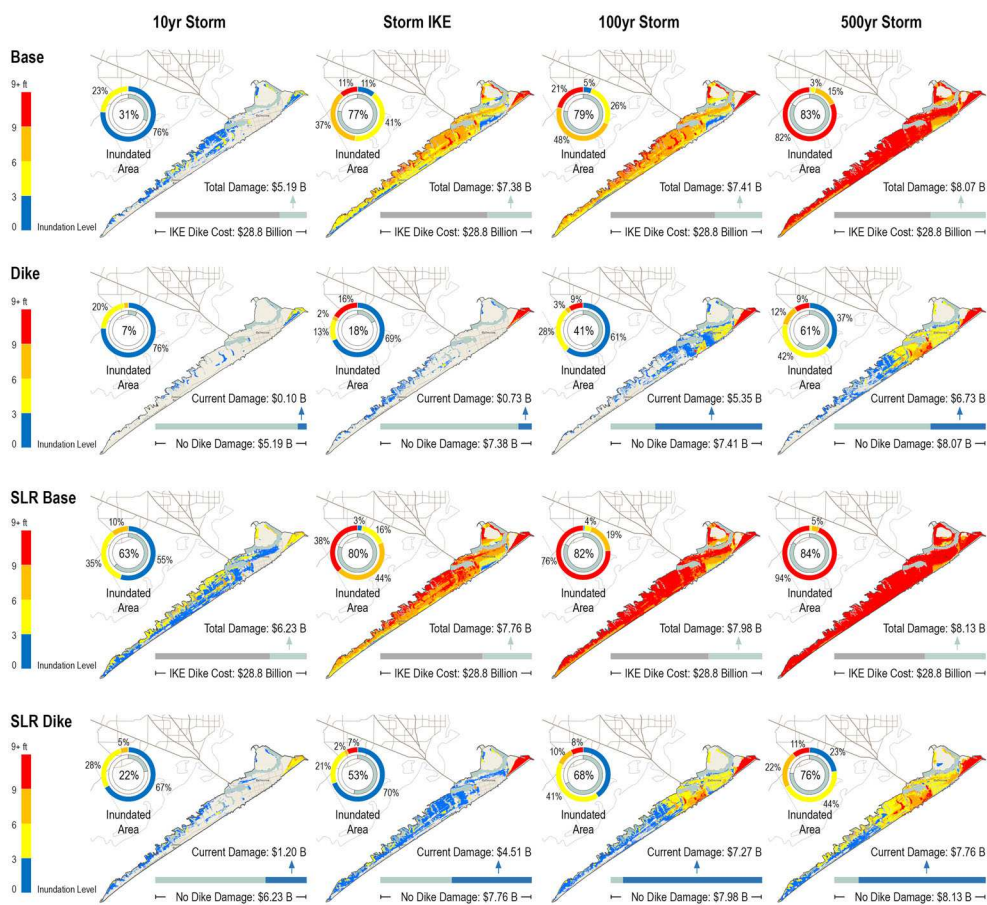 10yr Storm
Storm IKE
100yr Storm
500yr Storm
Base
9+ ft
9
6
3
0
Inundation Level
23%
31%
76%
Inundated
Area
Total Damage: $5.19 B
IKE Dike Cost: $28.8 Billion
11%
11%
37%
77%
41%
Inundated
Area
Total Damage: $7.38 B
IKE Dike Cost: $28.8 Billion
5%
21%
26%
79%
48%
Inundated
Area
Total Damage: $7.41 B
IKE Dike Cost: $28.8 Billion
3%
15%
83%
82%
Inundated
Area
Total Damage: $8.07 B
IKE Dike Cost: $28.8 Billion
Dike
9+ ft
9
6
3
0
Inundation Level
20%
7%
76%
Inundated
Area
Current Damage: $0.10 B
No Dike Damage: $5.19 B
16%
2%
13%
18%
69%
Inundated
Area
Current Damage: $0.73 B
No Dike Damage: $7.38 B
9%
3%
28%
41%
61%
Inundated
Area
Current Damage: $5.35 B
No Dike Damage: $7.41 B
9%
12%
37%
61%
42%
Inundated
Area
Current Damage: $6.73 B
No Dike Damage: $8.07 B
SLR Base
9+ ft
9
6
3
0
Inundation Level
10%
35%
63%
55%
Inundated
Area
Total Damage: $6.23 B
IKE Dike Cost: $28.8 Billion
3%
16%
38%
80%
44%
Inundated
Area
Total Damage: $7.76 B
IKE Dike Cost: $28.8 Billion
4%
19%
82%
76%
Inundated
Area
Total Damage: $7.98 B
IKE Dike Cost: $28.8 Billion
5%
84%
94%
Inundated
Area
Total Damage: $8.13 B
IKE Dike Cost: $28.8 Billion
SLR Dike
9+ ft
9
6
3
0
Inundation Level
5%
28%
22%
67%
Inundated
Area
Current Damage: $1.20 B
No Dike Damage: $6.23 B
7%
2%
21%
53%
70%
Inundated
Area
Current Damage: $4.51 B
No Dike Damage: $7.76 B
8%
10%
68%
41%
Inundated
Area
Current Damage: $7.27 B
No Dike Damage: $7.98 B
11%
23%
22%
76%
44%
Inundated
Area
Current Damage: $7.76 B
No Dike Damage: $8.13 B